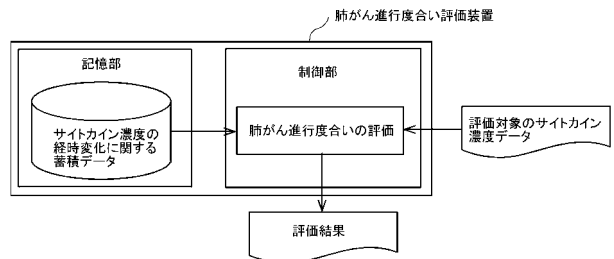 肺がん進行度合い評価装置
記憶部
制御部
サイトカイン濃度の
経時変化に関する
蓄積データ
肺がん進行度合いの評価
評価対象のサイトカイン
濃度データ
評価結果